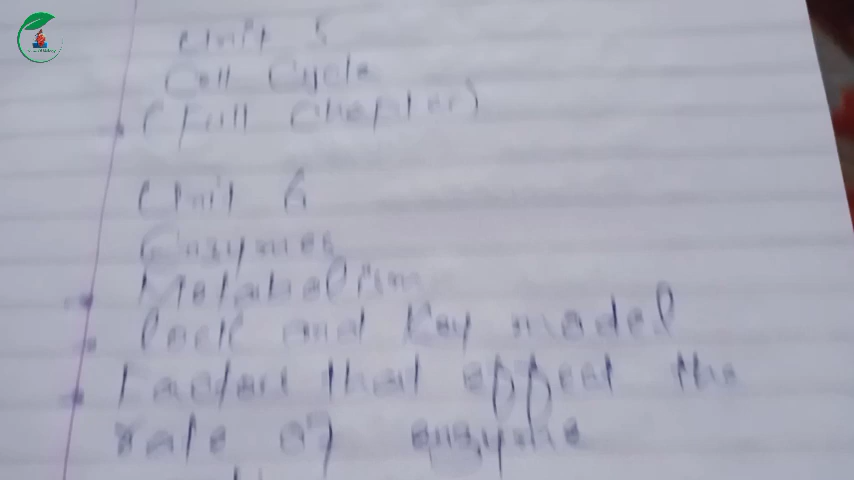 Unit 5
Cell Cycle
(Full Chapter)
Unit 6
Enzymes
Metabolism
lock and Key model
Factors that effect the
rate of enzyme